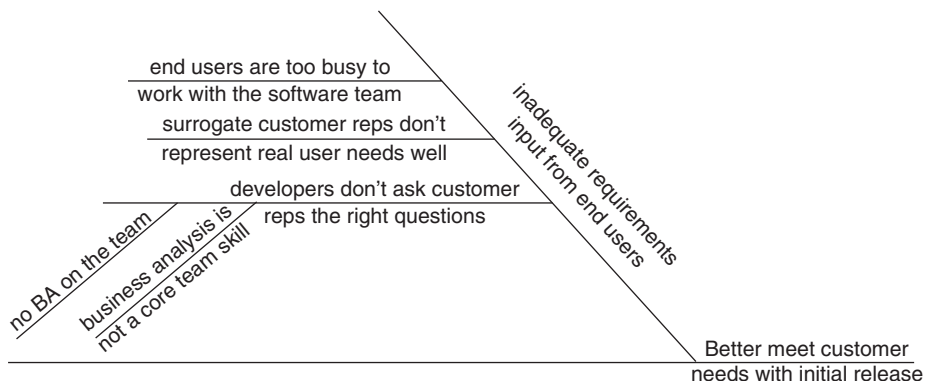 end users are too busy to
work with the software team
surrogate customer reps don't
represent real user needs well
developers don't ask customer
reps the right questions
no BA on the team
business analysis is
not a core team skill
inadequate requirements
input from end users
Better meet customer
needs with initial release